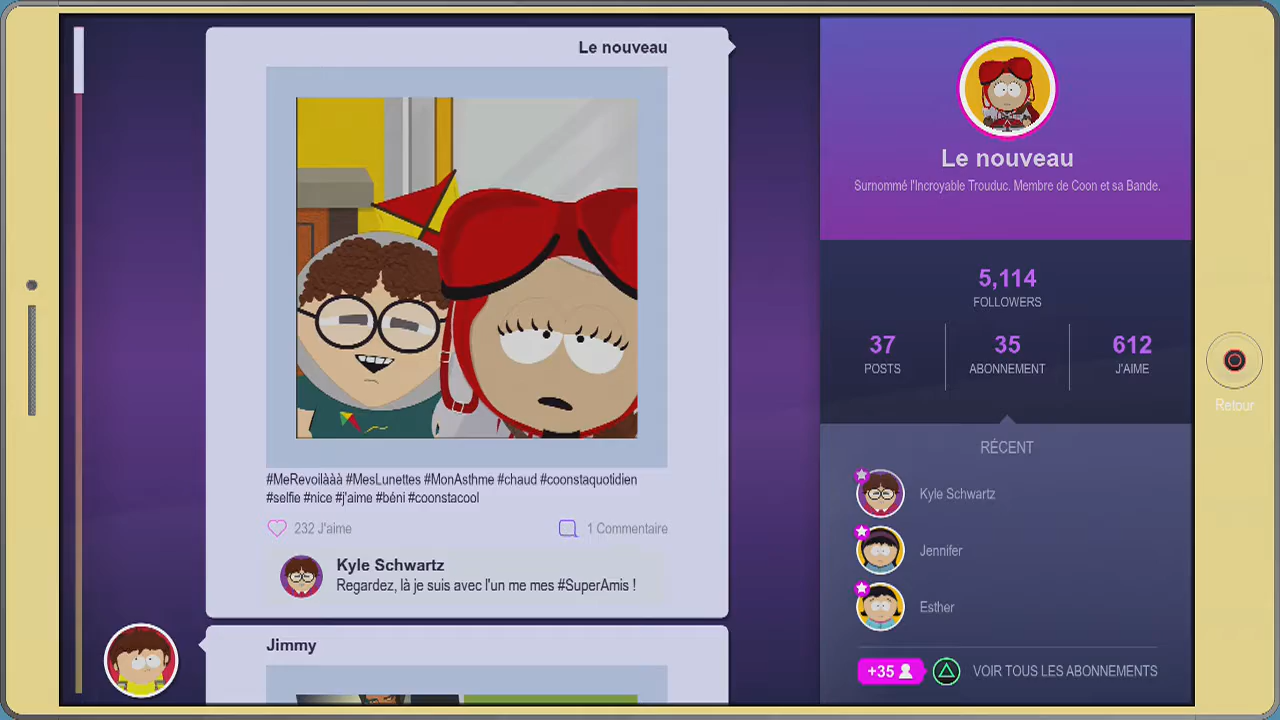 Le nouveau
#MeRevoilààà #MesLunettes #MonAsthme #chaud #coonstaquotidien
#selfie #nice #j'aime #béni #coonstacool
232 J'aime
1 Commentaire
Kyle Schwartz
Regardez, là je suis avec l'un me mes #SuperAmis !
Jimmy
Le nouveau
Surnommé l'Incroyable Trouduc. Membre de Coon et sa Bande.
5,114
FOLLOWERS
37
POSTS
35
ABONNEMENT
612
J'AIME
RÉCENT
Kyle Schwartz
Jennifer
Esther
+35
VOIR TOUS LES ABONNEMENTS
Retour